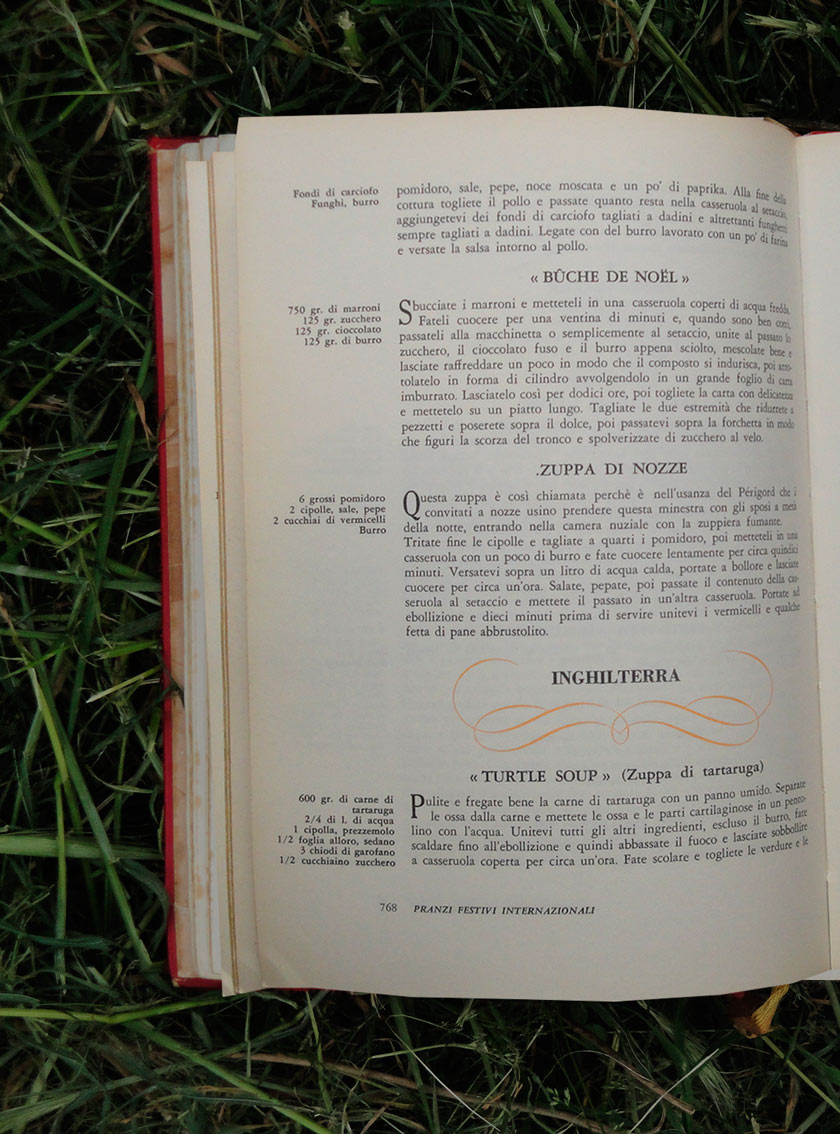 Fondi di carciofo
Funghi, burro
pomidoro, sale, pepe, noce moscata e un po' di paprika. Alla fine della
cottura togliete il pollo e passate quanto resta nella casseruola al setaccio,
aggiungetevi dei fondi di carciofo tagliati a dadini e altrettanti funghetti
sempre tagliati a dadini. Legate con del burro lavorato con un po' di farina
e versate la salsa intorno al pollo.
« BÛCHE DE NOËL »
750 gr. di marroni
125 gr. zucchero
125 gr. cioccolato
125 gr. di burro
Sbucciate i marroni e metteteli in una casseruola coperti di acqua fredda.
Fateli cuocere per una ventina di minuti e, quando sono ben cotti,
passateli alla macchinetta o semplicemente al setaccio, unite al passato lo
zucchero, il cioccolato fuso e il burro appena sciolto, mescolate bene e
lasciate raffreddare un poco in modo che il composto si indurisca, poi arro-
tolatelo in forma di cilindro avvolgendolo in un grande foglio di carta
imburrato. Lasciatelo così per dodici ore, poi togliete la carta con delicatezza
e mettetelo su un piatto lungo. Tagliate le due estremità che ridurrete a
pezzetti e poserete sopra il dolce, poi passatevi sopra la forchetta in modo
che figuri la scorza del tronco e spolverizzate di zucchero al velo.
.ZUPPA DI NOZZE
6 grossi pomidoro
2 cipolle, sale, pepe
2 cucchiai di vermicelli
Burro
Questa zuppa è così chiamata perchè è nell'usanza del Périgord che i
convitati a nozze usino prendere questa minestra con gli sposi a metà
della notte, entrando nella camera nuziale con la zuppiera fumante.
Tritate fine le cipolle e tagliate a quarti i pomidoro, poi metteteli in una
casseruola con un poco di burro e fate cuocere lentamente per circa quindici
minuti. Versatevi sopra un litro di acqua calda, portate a bollore e lasciate
cuocere per circa un'ora. Salate, pepate, poi passate il contenuto della cas-
seruola al setaccio e mettete il passato in un'altra casseruola. Portate ad
ebollizione e dieci minuti prima di servire unitevi i vermicelli e qualche
fetta di pane abbrustolito.
INGHILTERRA
« TURTLE SOUP » (Zuppa di tartaruga)
600 gr. di carne di
tartaruga
2/4 di l. di acqua
1 cipolla, prezzemolo
1/2 foglia alloro, sedano
3 chiodi di garofano
1/2 cucchiaino zucchero
Pulite e fregate bene la carne di tartaruga con un panno umido. Separate
le ossa dalla carne e mettete le ossa e le parti cartilaginose in un pento-
lino con l'acqua. Unitevi tutti gli altri ingredienti, escluso il burro, fate
scaldare fino all'ebollizione e quindi abbassate il fuoco e lasciate sobbollire
a casseruola coperta per circa un'ora. Fate scolare e togliete le verdure e le
768 PRANZI FESTIVI INTERNAZIONALI